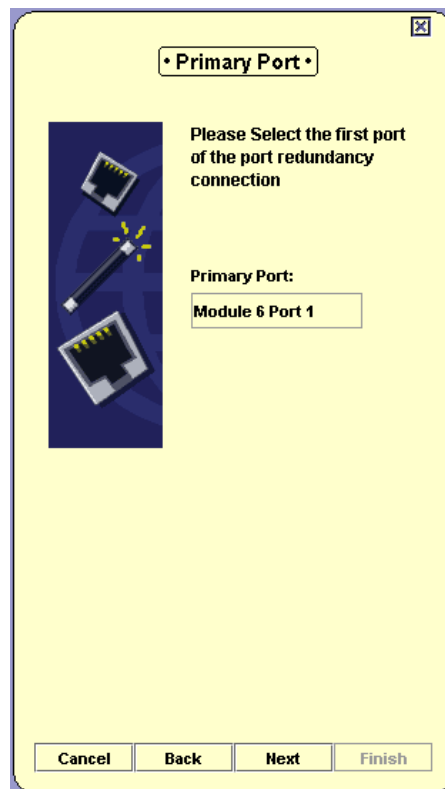 • Primary Port •
Please Select the first port
of the port redundancy
connection
Primary Port:
Module 6 Port 1
Cancel
Back
Next
Finish